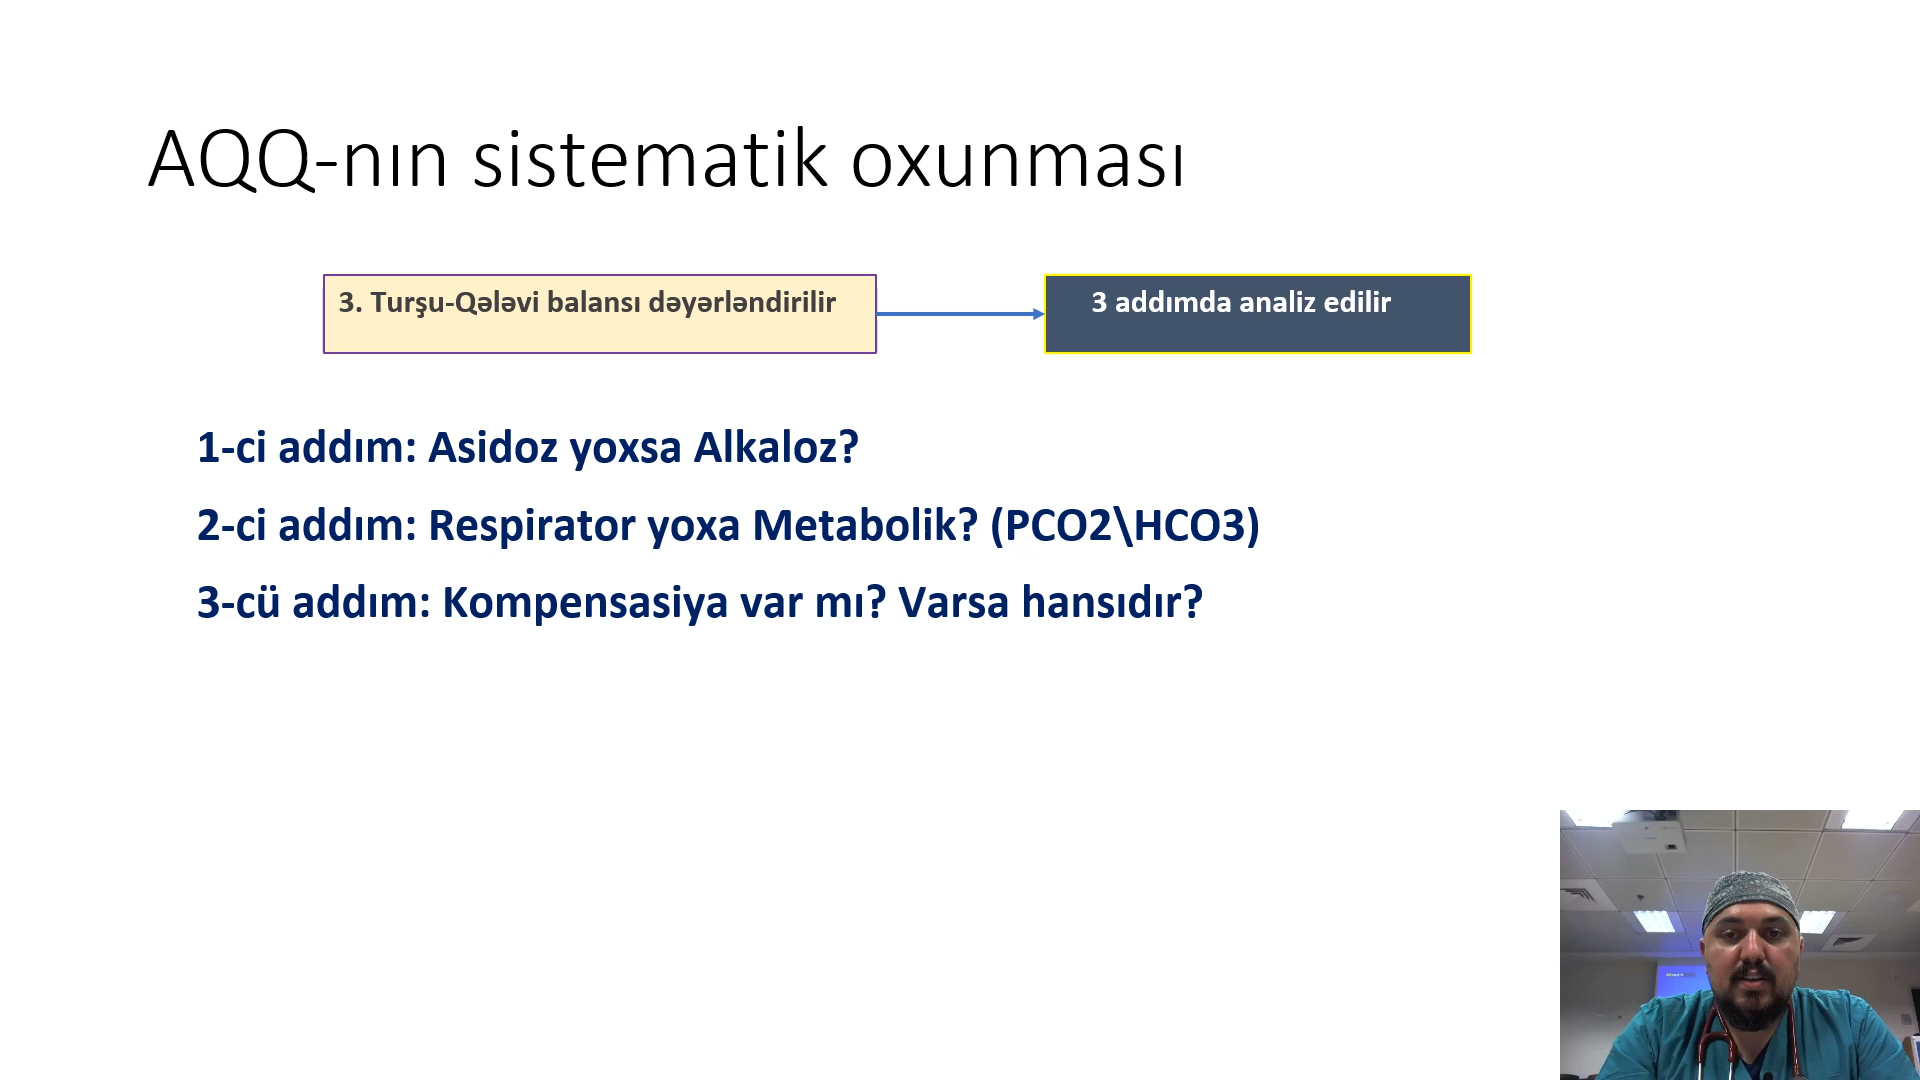 AQQ-nın sistematik oxunması
3. Turşu-Qələvi balansı dəyərləndirilir
3 addımda analiz edilir
1-ci addım: Asidoz yoxsa Alkaloz?
2-ci addım: Respirator yoxa Metabolik? (PCO2\HCO3)
3-cü addım: Kompensasiya var mı? Varsa hansıdır?